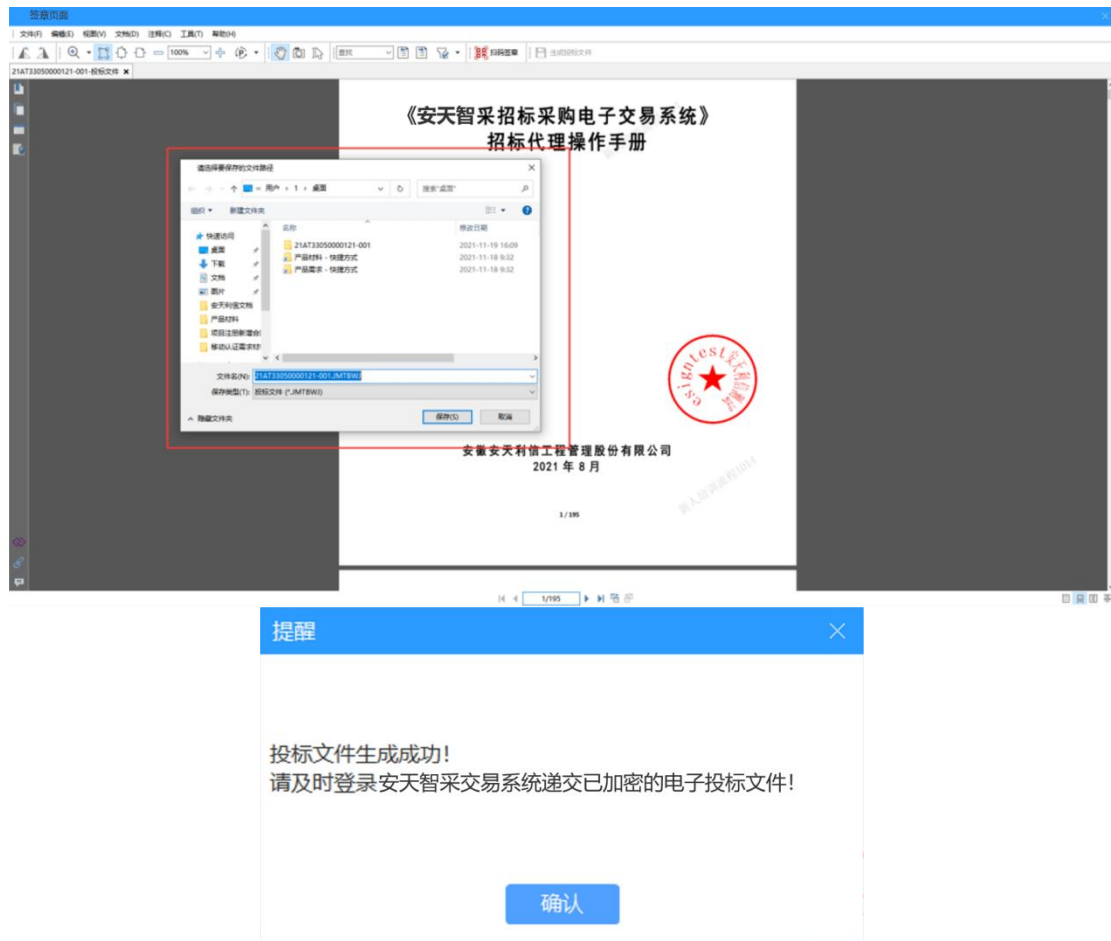 签章页面
文件(F) 编辑(E) 视图(V) 文档(D) 注释(C) 工具(T) 帮助(H)
100% 查找 扫码签章 生成投标文件
21AT33050000121-001-投标文件
《安天智采招标采购电子交易系统》
招标代理操作手册
请选择要保存的文件路径
用户 › 1 › 桌面 搜索"桌面"
组织 新建文件夹
名称 修改日期
快速访问
桌面
下载
文档
图片
安天利信文档
产品材料
21AT33050000121-001 2021-11-19 16:09
产品材料 - 快捷方式 2021-11-18 9:32
产品需求 - 快捷方式 2021-11-18 9:32
文件名(N): 21AT33050000121-001.JMTBWJ
保存类型(T): 投标文件 (*.JMTBWJ)
隐藏文件夹 保存(S) 取消
esigntest
安徽安天利信工程管理股份有限公司
2021 年 8 月
1 / 195
1/195
提醒
投标文件生成成功!
请及时登录安天智采交易系统递交已加密的电子投标文件!
确认